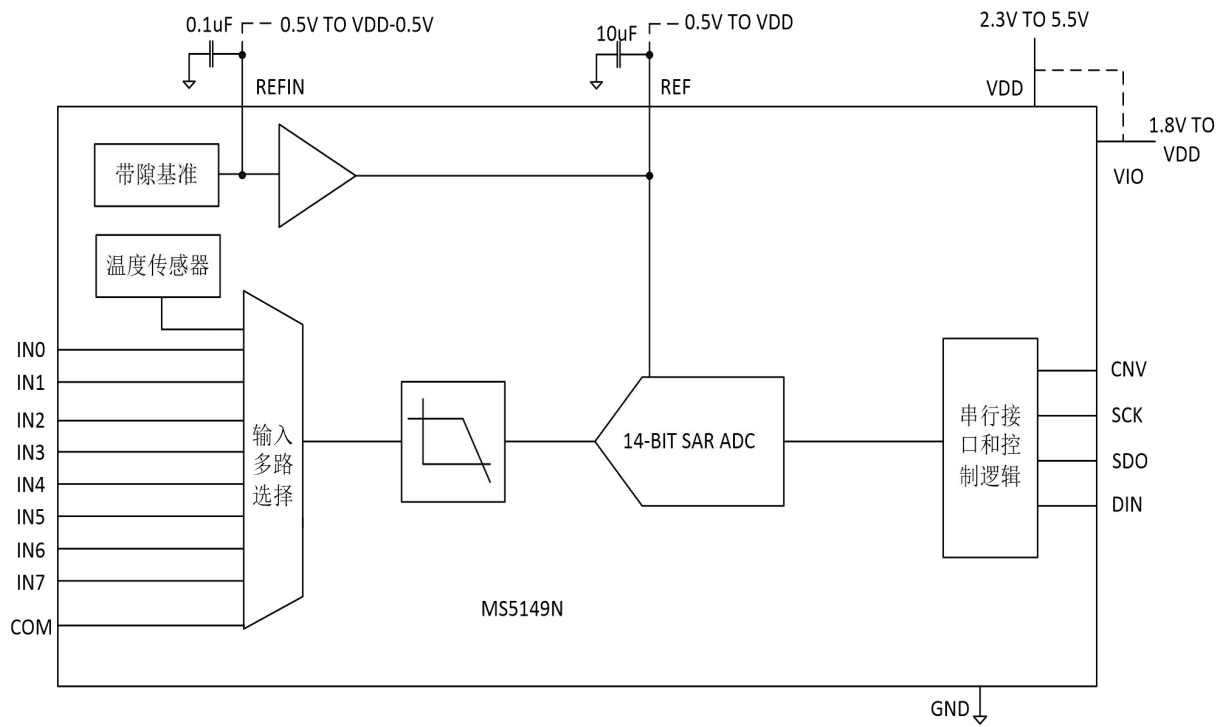 0.1uF
0.5V TO VDD-0.5V
10uF
0.5V TO VDD
2.3V TO 5.5V
REFIN
REF
VDD
1.8V TO
VDD
VIO
带隙基准
温度传感器
IN0
IN1
IN2
IN3
IN4
IN5
IN6
IN7
COM
输入
多路
选择
14-BIT SAR ADC
串行接
口和控
制逻辑
CNV
SCK
SDO
DIN
MS5149N
GND